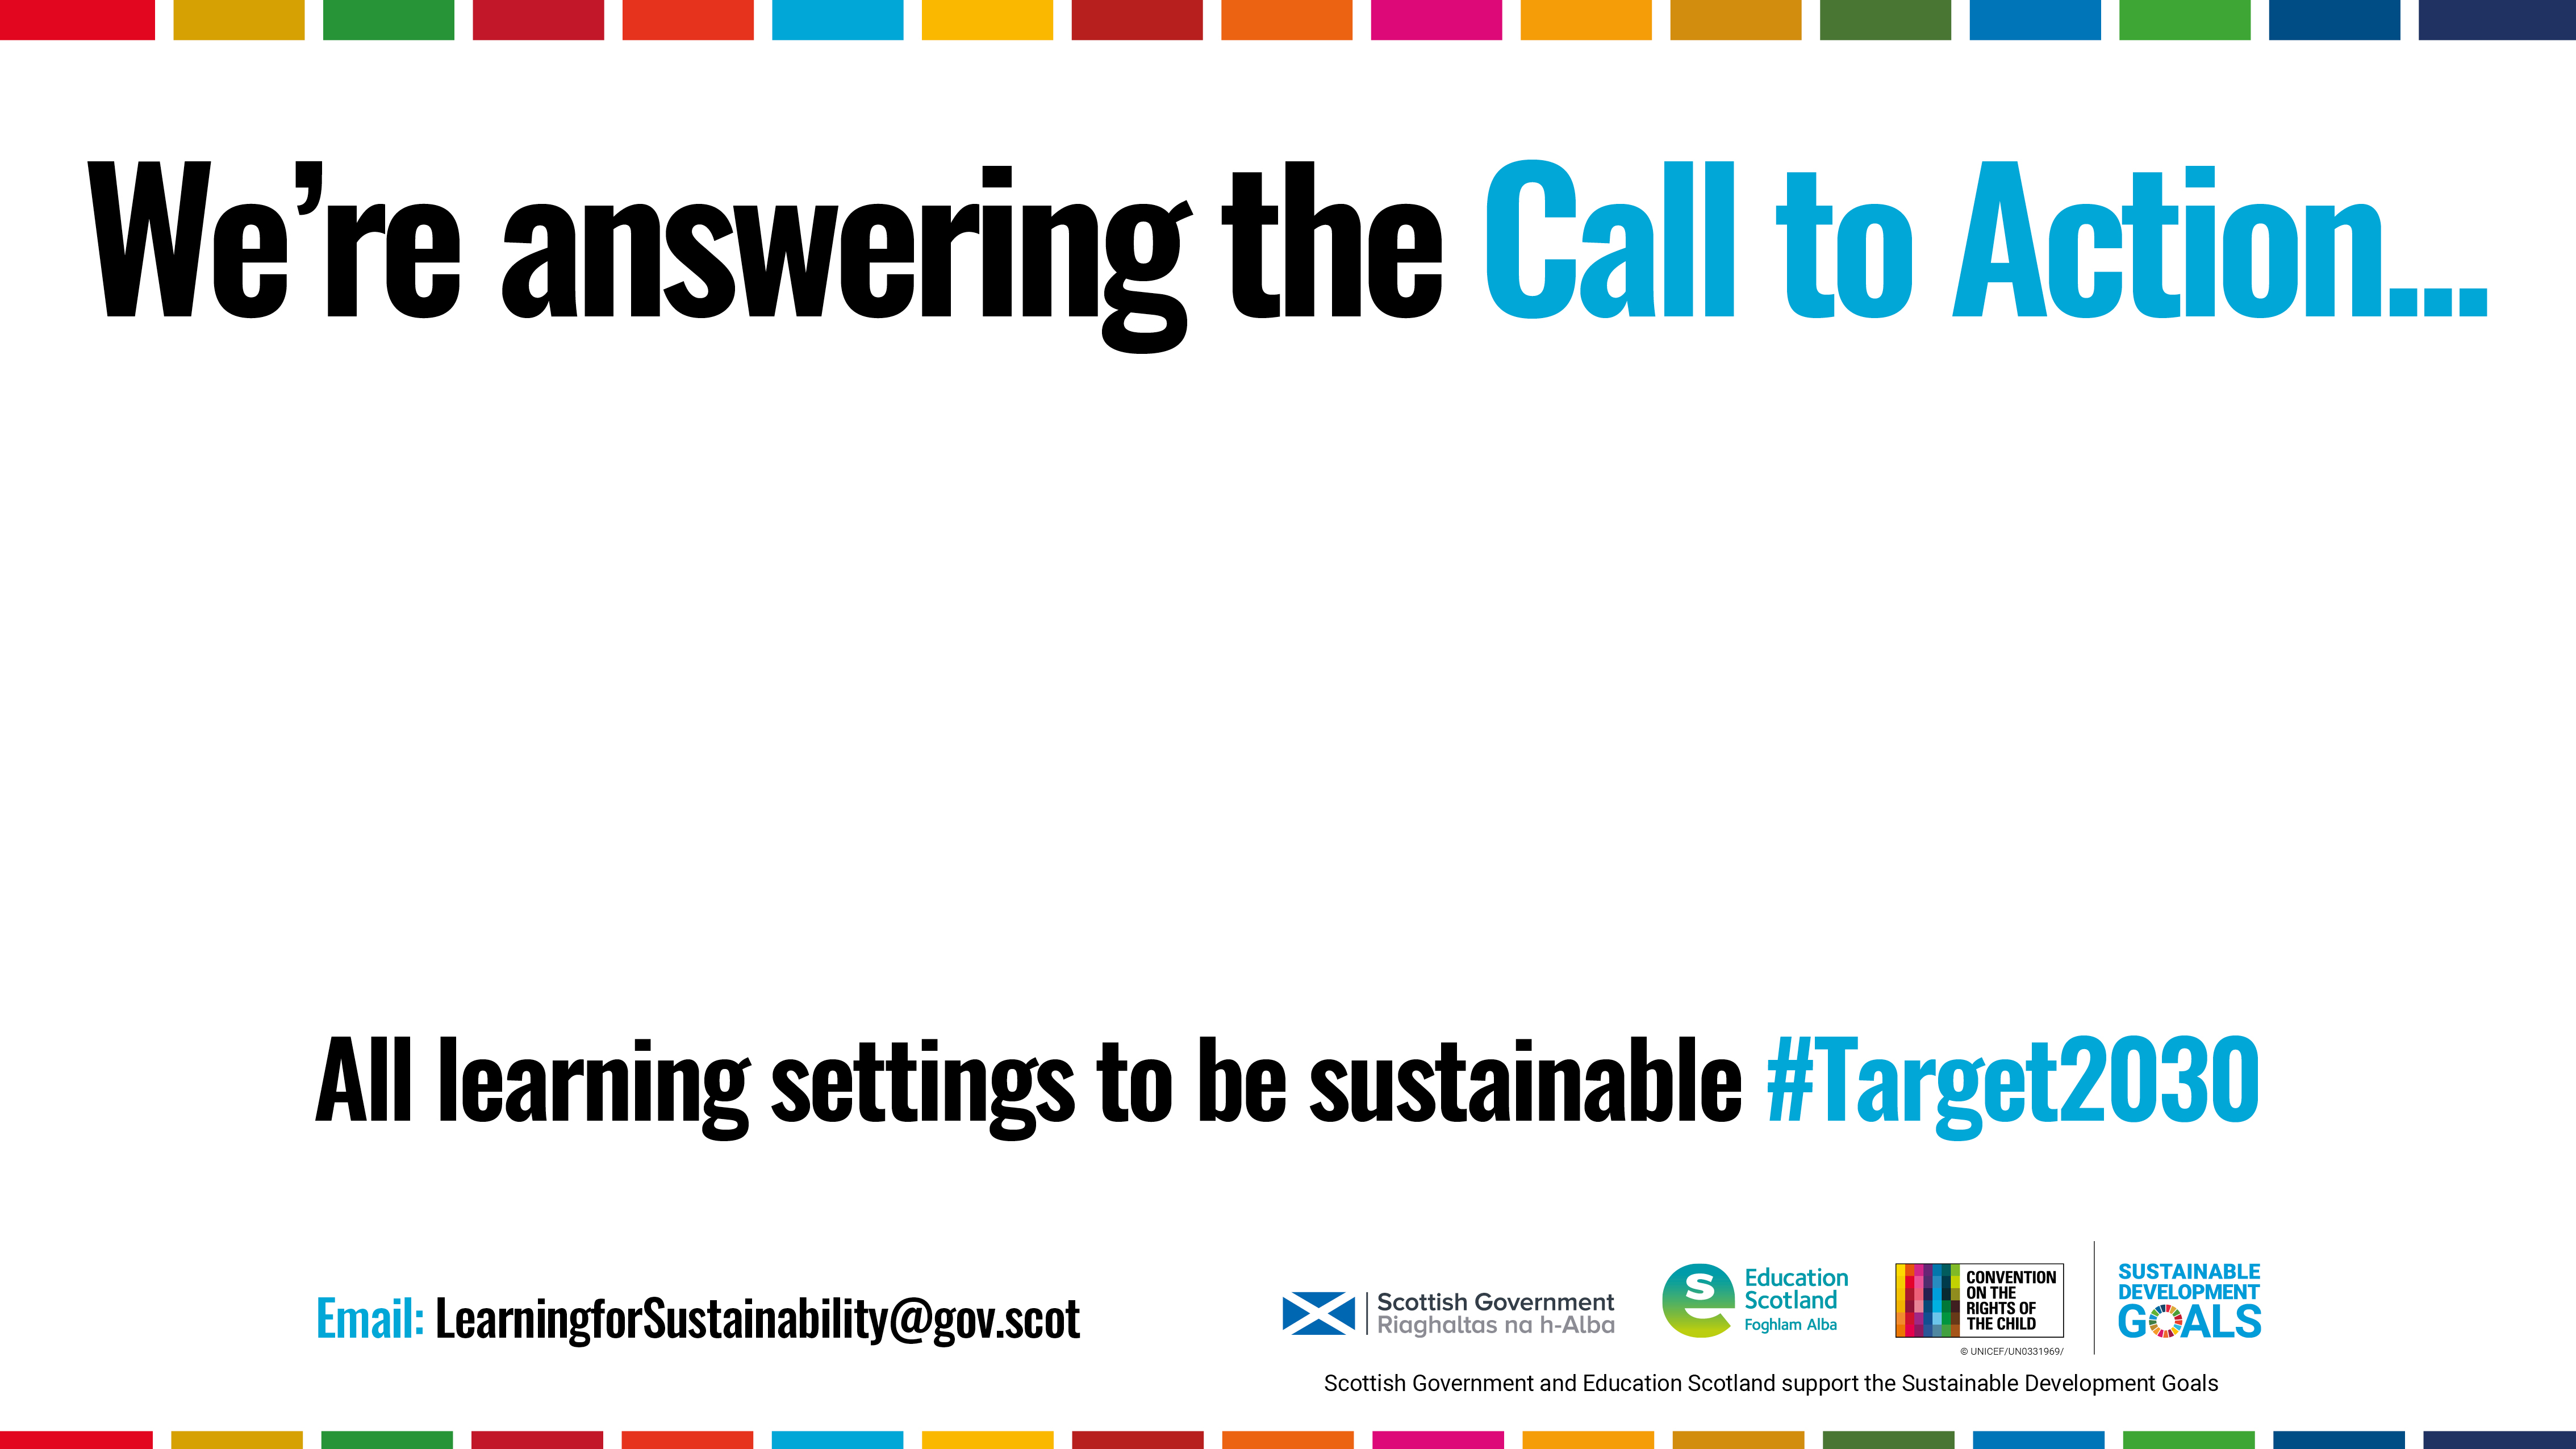 We’re answering the Call to Action...
All learning settings to be sustainable #Target2030
Email: LearningforSustainability@gov.scot
Scottish Government
Riaghaltas na h-Alba
Education
Scotland
Foghlam Alba
CONVENTION
ON THE
RIGHTS OF
THE CHILD
© UNICEF/UN0331969/
SUSTAINABLE
DEVELOPMENT
GOALS
Scottish Government and Education Scotland support the Sustainable Development Goals